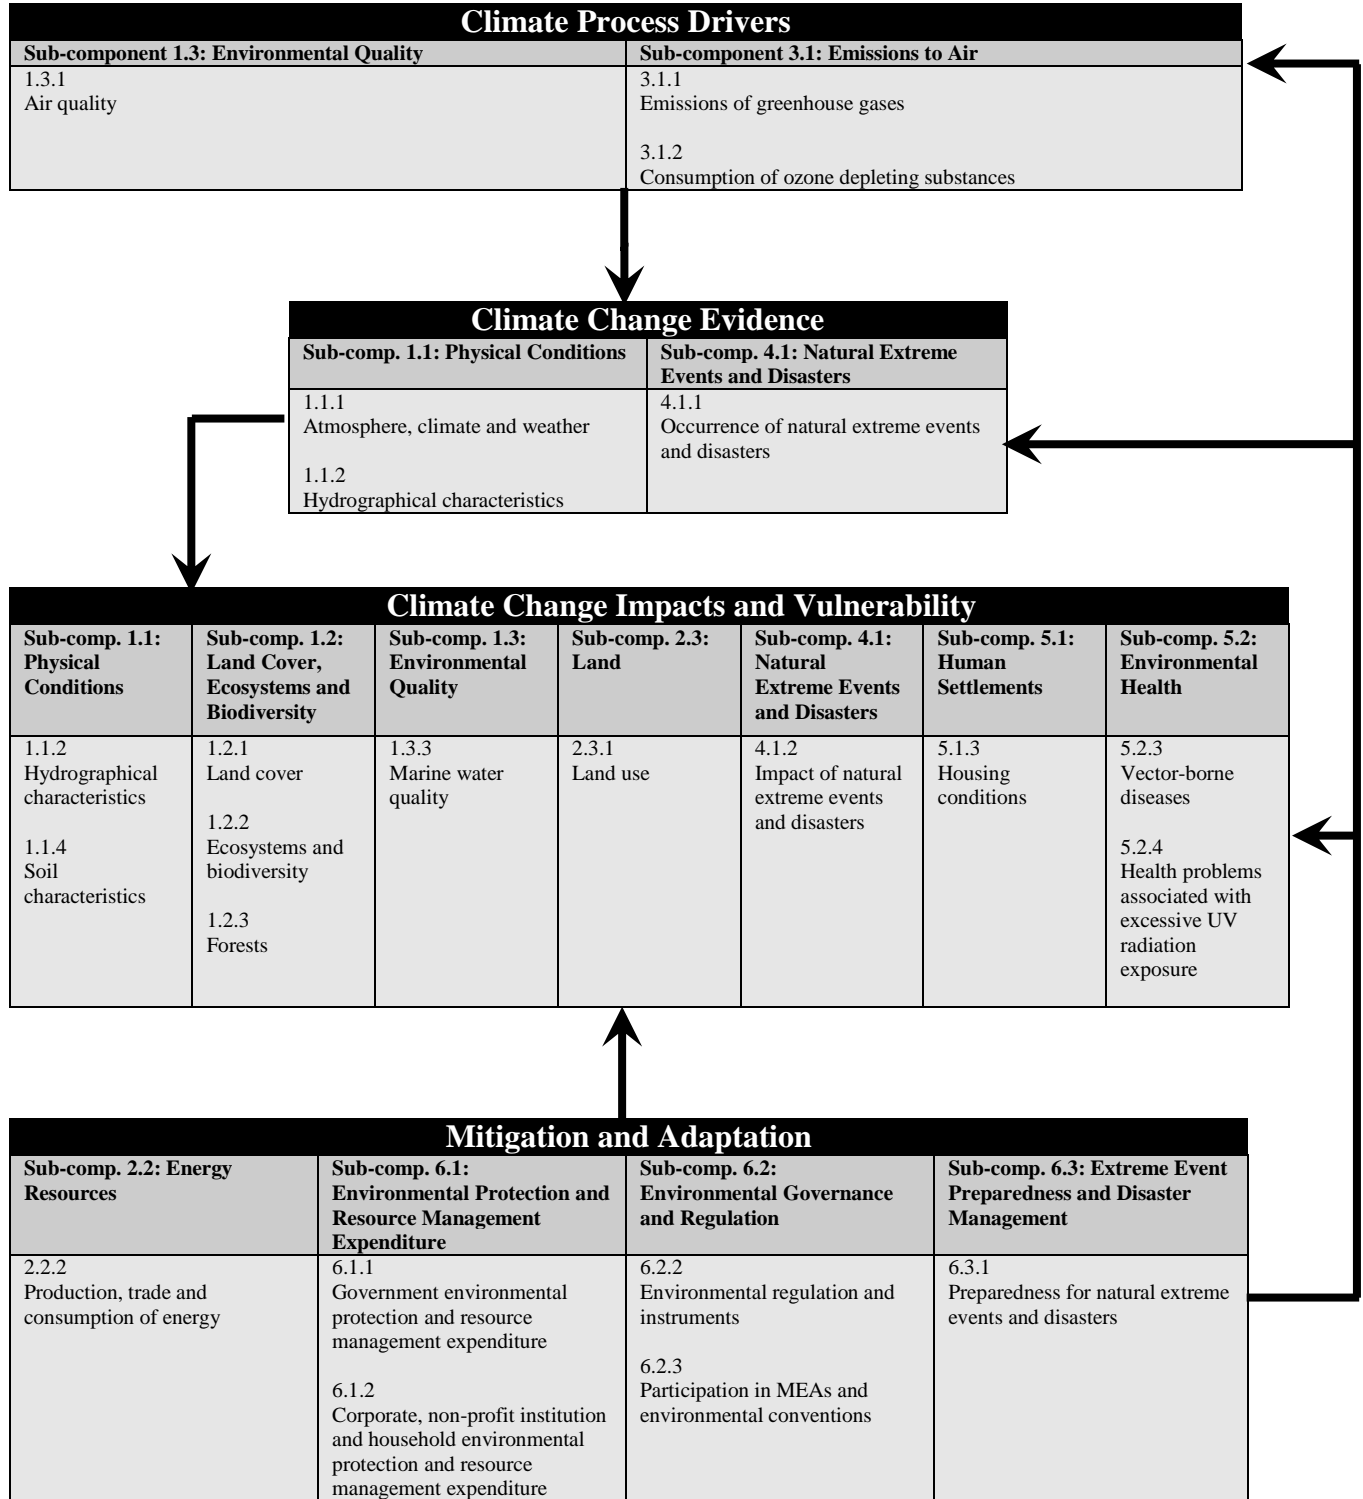 Climate Process Drivers
Sub-component 1.3: Environmental Quality
1.3.1
Air quality
Sub-component 3.1: Emissions to Air
3.1.1
Emissions of greenhouse gases
3.1.2
Consumption of ozone depleting substances
Climate Change Evidence
Sub-comp. 1.1: Physical Conditions
1.1.1
Atmosphere, climate and weather
1.1.2
Hydrographical characteristics
Sub-comp. 4.1: Natural Extreme
Events and Disasters
4.1.1
Occurrence of natural extreme events
and disasters
Climate Change Impacts and Vulnerability
Sub-comp. 1.1:
Physical
Conditions
1.1.2
Hydrographical
characteristics
1.1.4
Soil
characteristics
Sub-comp. 1.2:
Land Cover,
Ecosystems and
Biodiversity
1.2.1
Land cover
1.2.2
Ecosystems and
biodiversity
1.2.3
Forests
Sub-comp. 1.3:
Environmental
Quality
1.3.3
Marine water
quality
Sub-comp. 2.3:
Land
2.3.1
Land use
Sub-comp. 4.1:
Natural
Extreme Events
and Disasters
4.1.2
Impact of natural
extreme events
and disasters
Sub-comp. 5.1:
Human
Settlements
5.1.3
Housing
conditions
Sub-comp. 5.2:
Environmental
Health
5.2.3
Vector-borne
diseases
5.2.4
Health problems
associated with
excessive UV
radiation
exposure
Mitigation and Adaptation
Sub-comp. 2.2: Energy
Resources
2.2.2
Production, trade and
consumption of energy
Sub-comp. 6.1:
Environmental Protection and
Resource Management
Expenditure
6.1.1
Government environmental
protection and resource
management expenditure
6.1.2
Corporate, non-profit institution
and household environmental
protection and resource
management expenditure
Sub-comp. 6.2:
Environmental Governance
and Regulation
6.2.2
Environmental regulation and
instruments
6.2.3
Participation in MEAs and
environmental conventions
Sub-comp. 6.3: Extreme Event
Preparedness and Disaster
Management
6.3.1
Preparedness for natural extreme
events and disasters